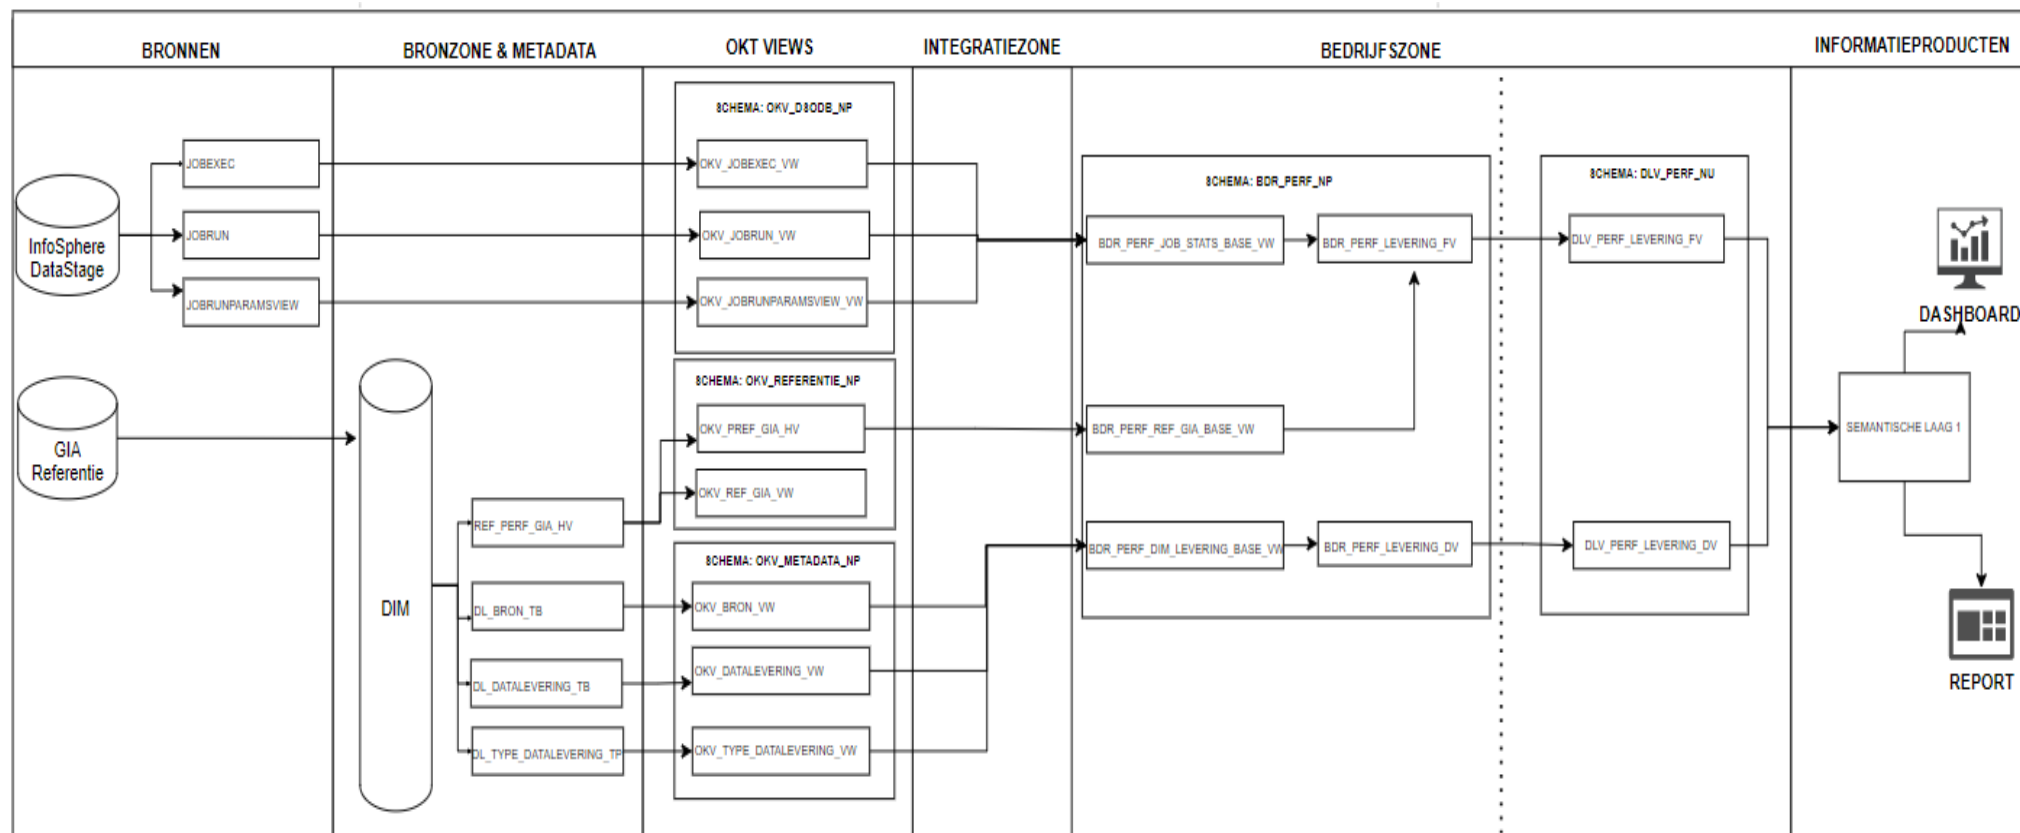 BRONNEN
BRONZONE & METADATA
OKT VIEWS
INTEGRATIEZONE
BEDRIJFSZONE
INFORMATIEPRODUCTEN
InfoSphere
DataStage
JOBEXEC
JOBRUN
JOBRUNPARAMSVIEW
GIA
Referentie
DIM
REF_PERF_GIA_HV
DL_BRON_TB
DL_DATALEVERING_TB
DL_TYPE_DATALEVERING_TP
SCHEMA: OKV_DSODB_NP
OKV_JOBEXEC_VW
OKV_JOBRUN_VW
OKV_JOBRUNPARAMSVIEW_VW
SCHEMA: OKV_REFERENTIE_NP
OKV_PREF_GIA_HV
OKV_REF_GIA_VW
SCHEMA: OKV_METADATA_NP
OKV_BRON_VW
OKV_DATALEVERING_VW
OKV_TYPE_DATALEVERING_VW
SCHEMA: BDR_PERF_NP
BDR_PERF_JOB_STATS_BASE_VW
BDR_PERF_LEVERING_FV
BDR_PERF_REF_GIA_BASE_VW
BDR_PERF_DIM_LEVERING_BASE_VW
BDR_PERF_LEVERING_DV
SCHEMA: DLV_PERF_NU
DLV_PERF_LEVERING_FV
DLV_PERF_LEVERING_DV
DASHBOARD
SEMANTISCHE LAAG 1
REPORT